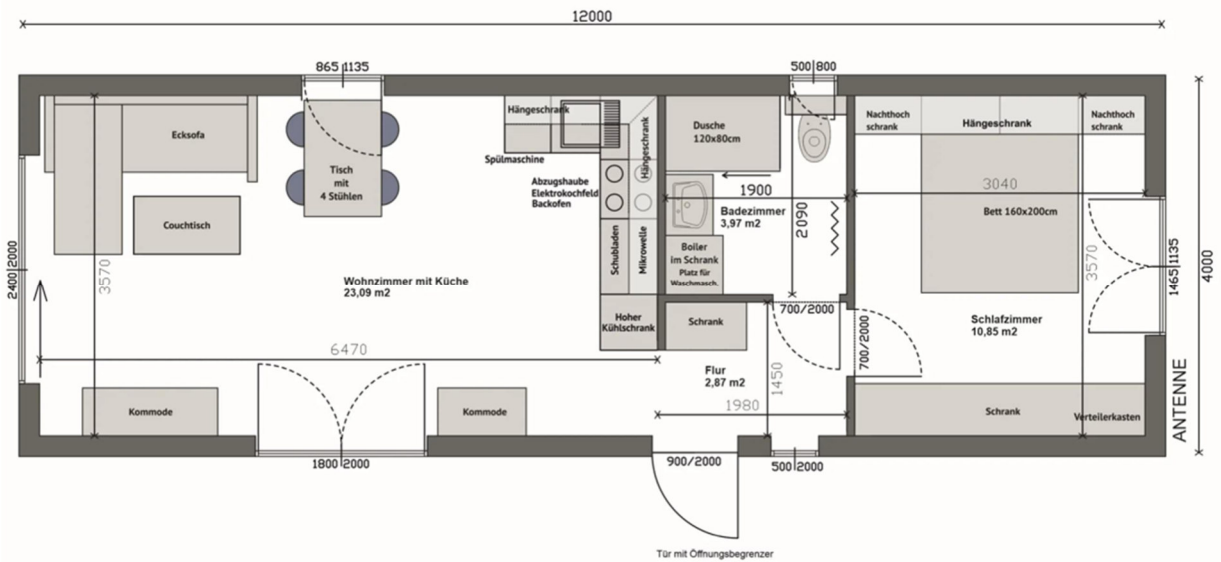 12000
865|1135
500|800
Ecksofa
Tisch
mit
4 Stühlen
Couchtisch
Hängeschrank
Spülmaschine
Hängeschrank
Abzugshaube
Elektrokochfeld
Backofen
Schubladen
Mikrowelle
Hoher
Kühlschrank
Wohnzimmer mit Küche
23,09 m2
3570
2400|2000
6470
Kommode
Kommode
1800|2000
Dusche
120x80cm
1900
Badezimmer
3,97 m2
2090
Boiler
im Schrank
Platz für
Waschmasch.
700/2000
Schrank
Flur
2,87 m2
1450
1980
700/2000
900/2000
500|2000
Tür mit Öffnungsbegrenzer
Nachthoch
schrank
Hängeschrank
Nachthoch
schrank
3040
Bett 160x200cm
3570
1465|1135
4000
Schlafzimmer
10,85 m2
Schrank
Verteilerkasten
ANTENNE